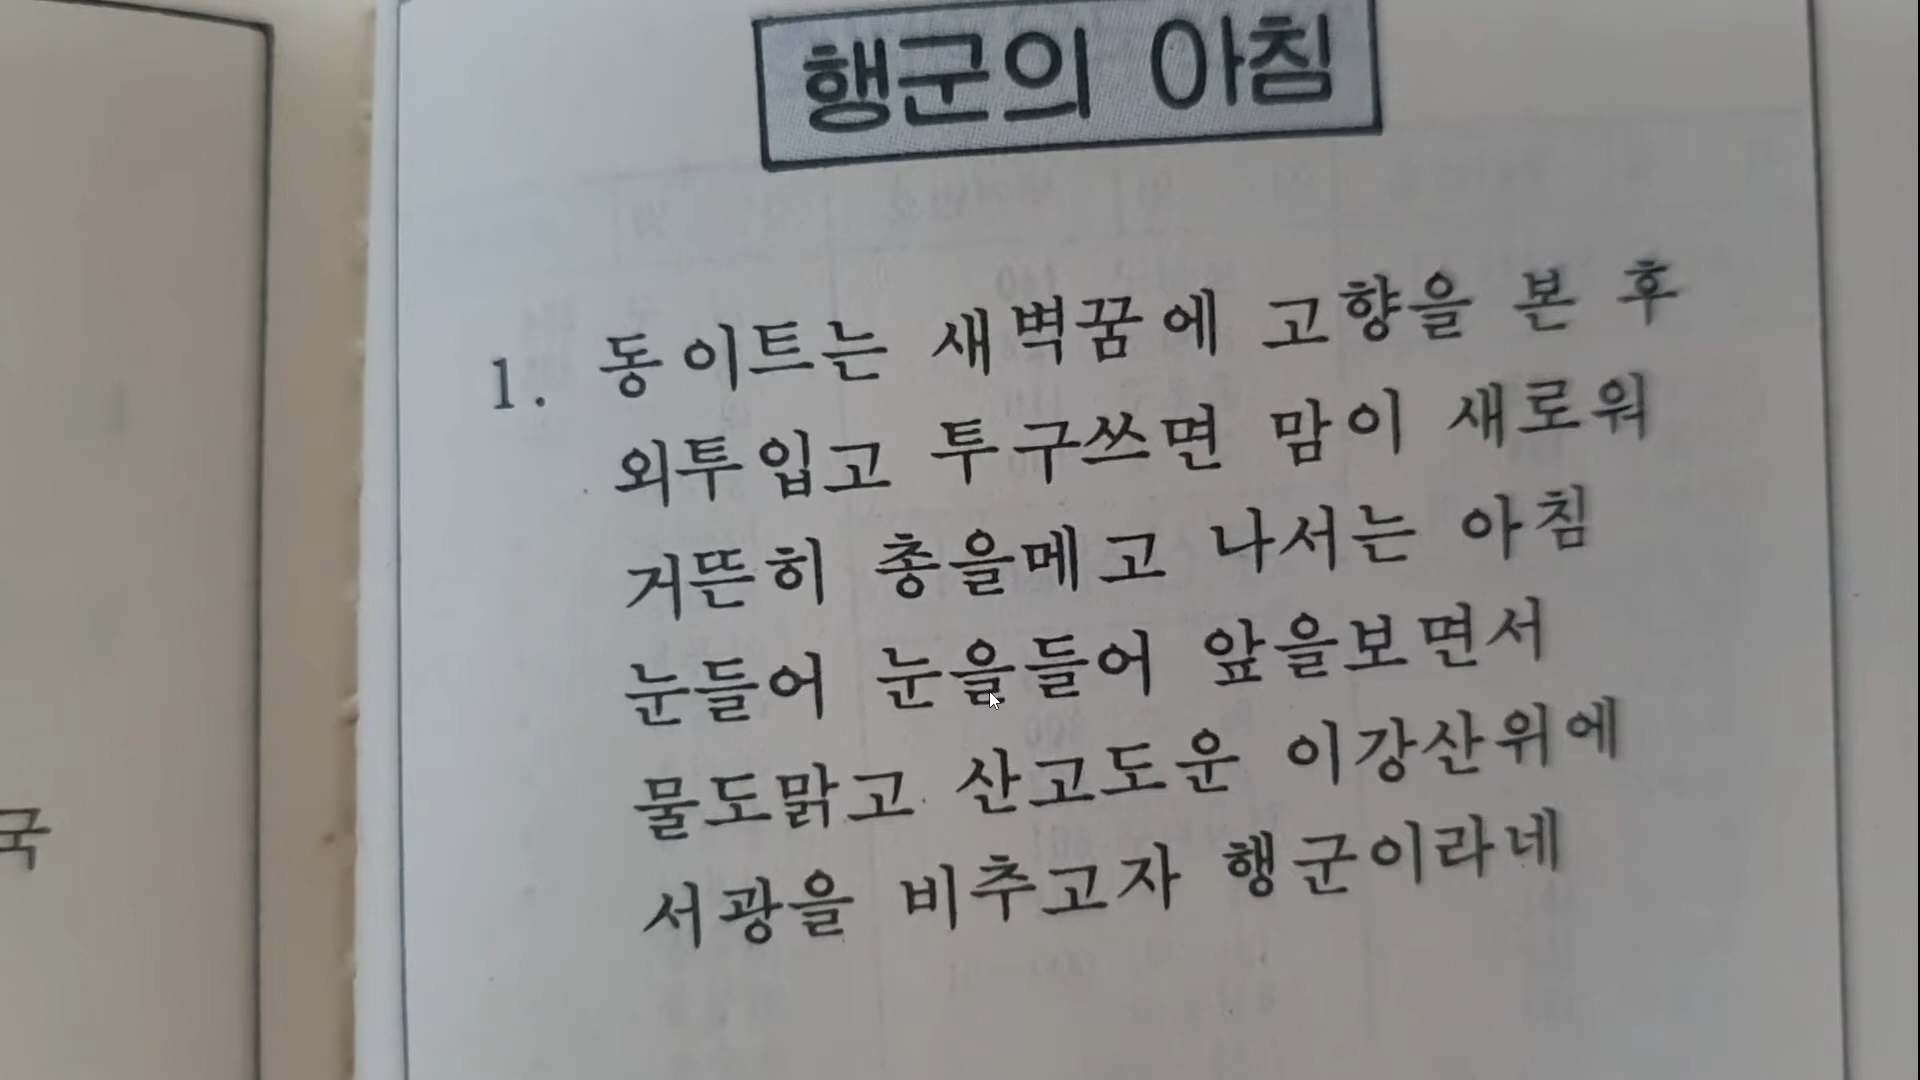 행군의 아침
1. 동이트는 새벽꿈에 고향을 본 후
외투입고 투구쓰면 맘이 새로워
거뜬히 총을메고 나서는 아침
눈들어 눈을들어 앞을보면서
물도맑고 산고도운 이강산위에
서광을 비추고자 행군이라네
국